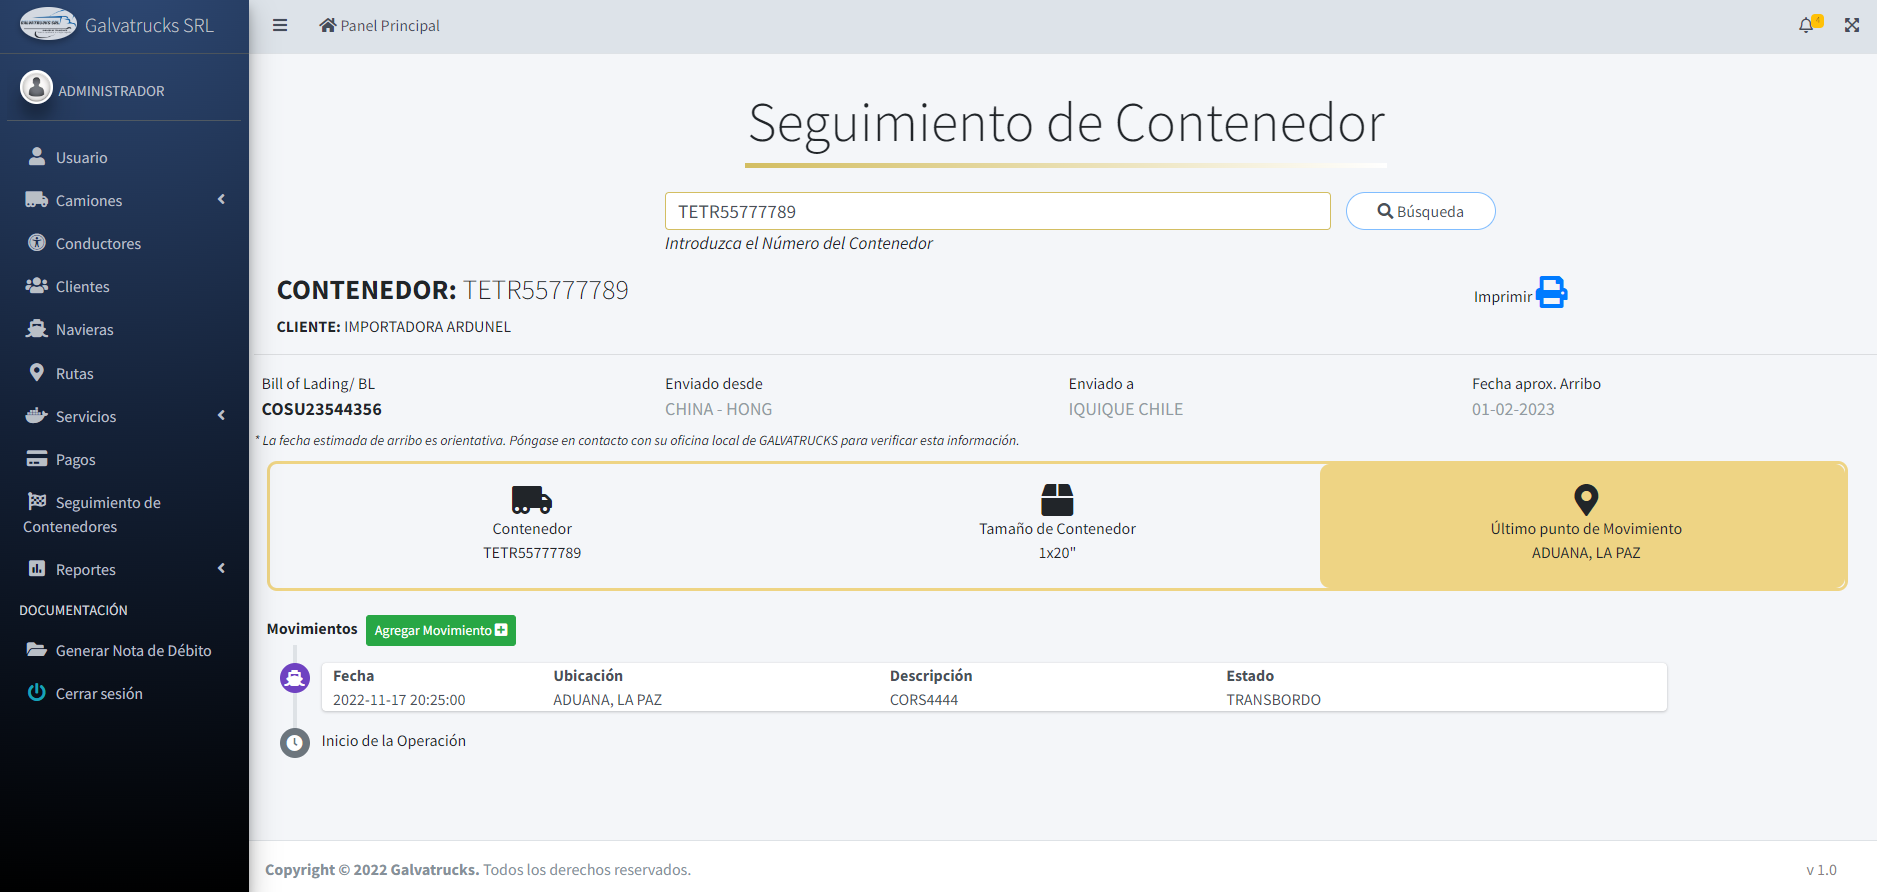 Galvatrucks SRL
Panel Principal
4
ADMINISTRADOR
Usuario
Camiones
Conductores
Clientes
Navieras
Rutas
Servicios
Pagos
Seguimiento de
Contenedores
Reportes
DOCUMENTACIÓN
Generar Nota de Débito
Cerrar sesión
Seguimiento de Contenedor
TETR55777789
Búsqueda
Introduzca el Número del Contenedor
CONTENEDOR: TETR55777789
Imprimir
CLIENTE: IMPORTADORA ARDUNEL
Bill of Lading/ BL
COSU23544356
Enviado desde
CHINA - HONG
Enviado a
IQUIQUE CHILE
Fecha aprox. Arribo
01-02-2023
* La fecha estimada de arribo es orientativa. Póngase en contacto con su oficina local de GALVATRUCKS para verificar esta información.
Contenedor
TETR55777789
Tamaño de Contenedor
1x20"
Último punto de Movimiento
ADUANA, LA PAZ
Movimientos
Agregar Movimiento
Fecha Ubicación Descripción Estado
2022-11-17 20:25:00 ADUANA, LA PAZ CORS4444 TRANSBORDO
Inicio de la Operación
Copyright © 2022 Galvatrucks. Todos los derechos reservados.
v 1.0